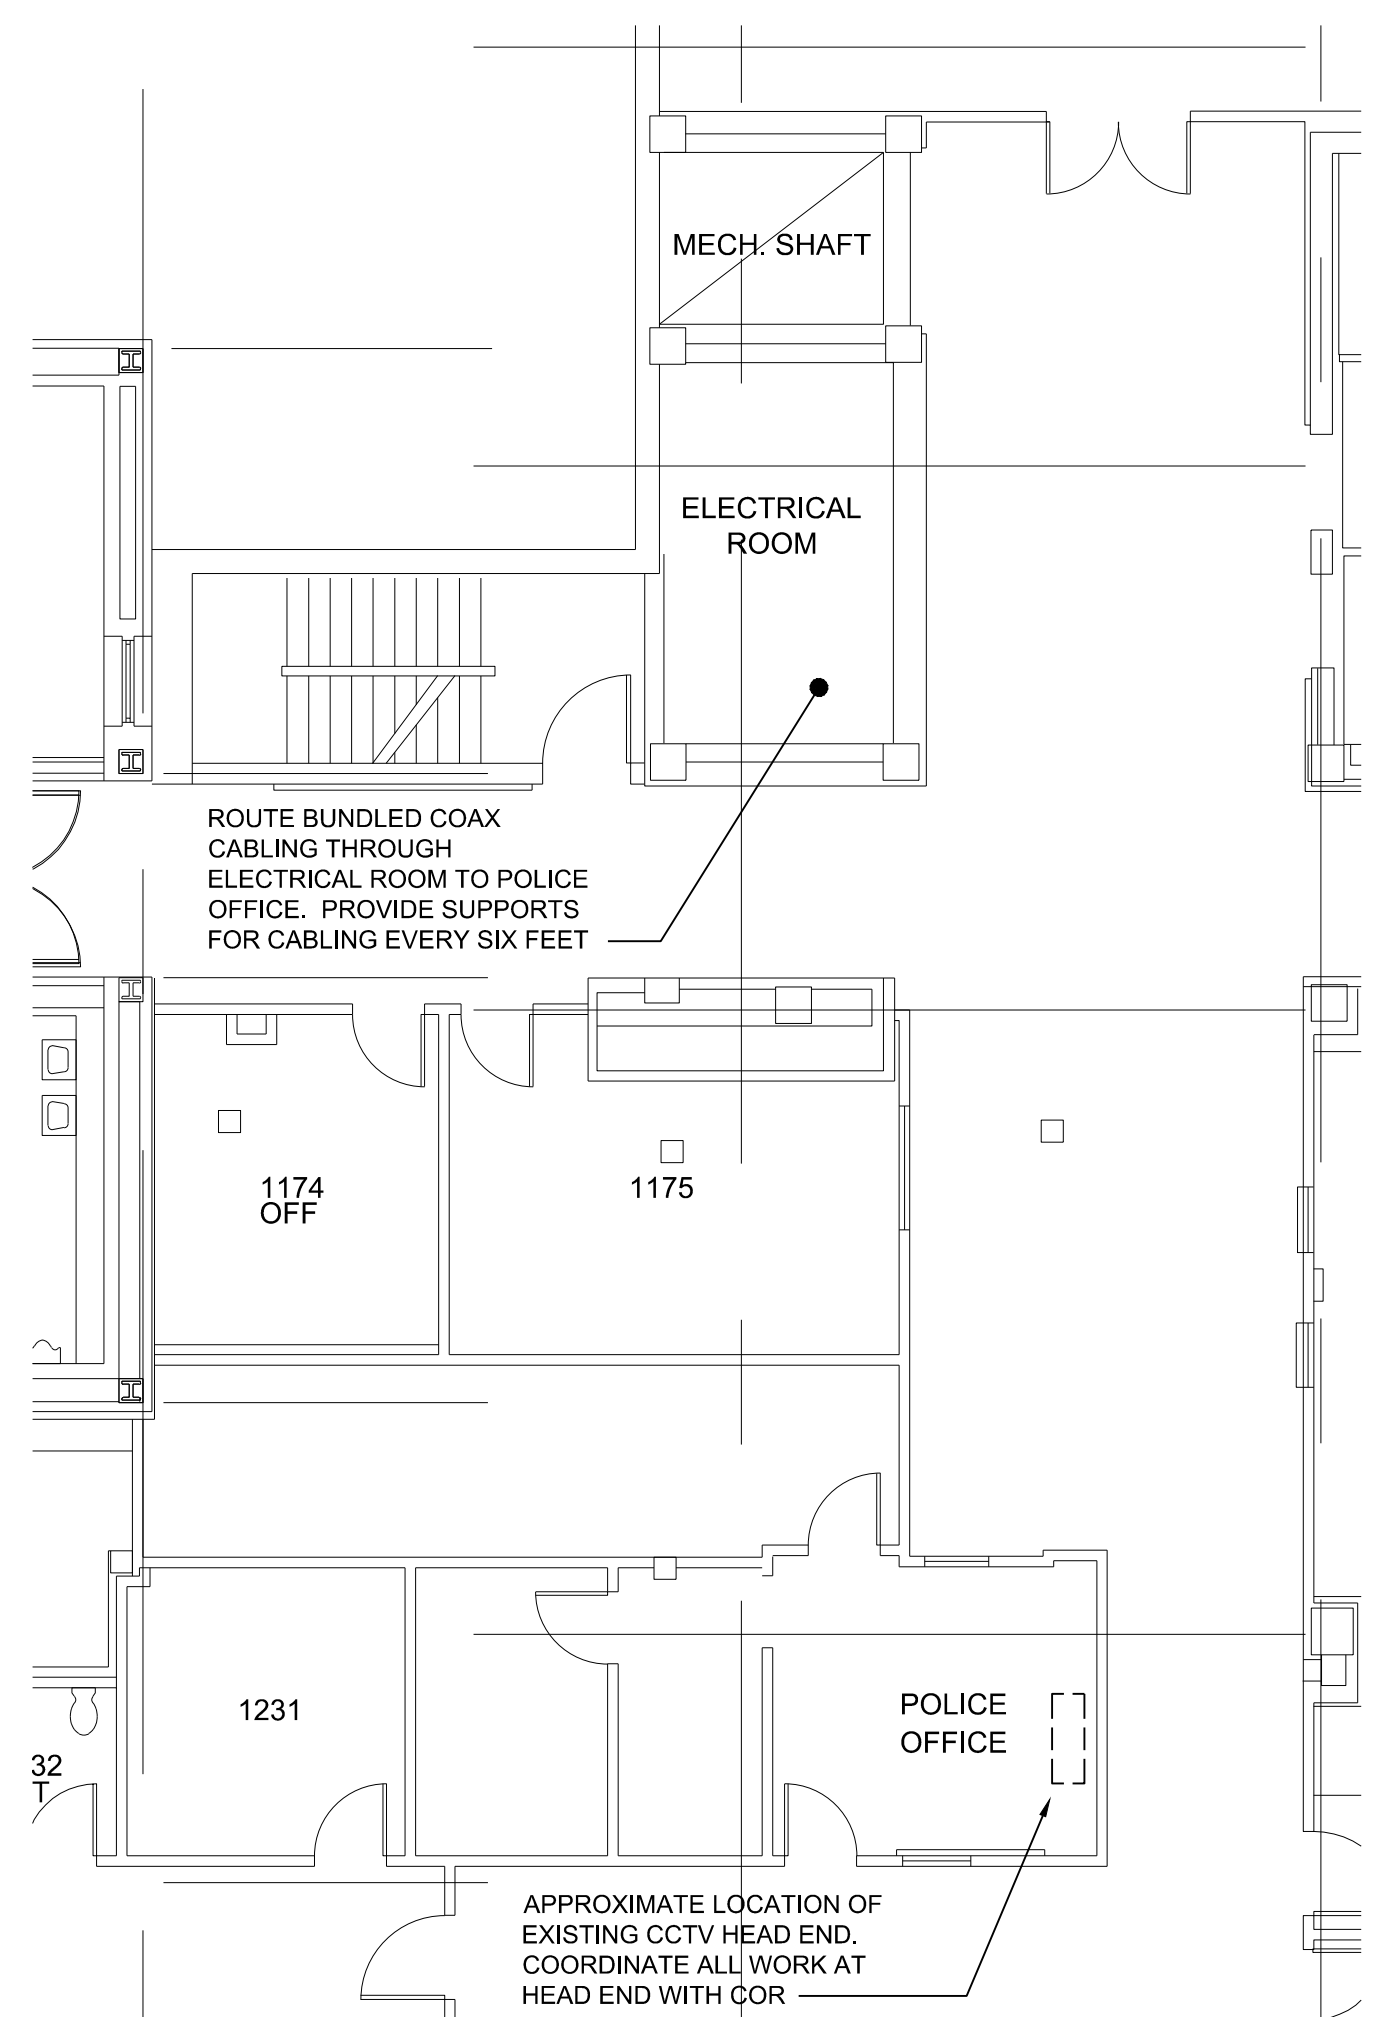 MECH. SHAFT
ELECTRICAL
ROOM
ROUTE BUNDLED COAX
CABLING THROUGH
ELECTRICAL ROOM TO POLICE
OFFICE.  PROVIDE SUPPORTS
FOR CABLING EVERY SIX FEET
1174
OFF
1175
1231
POLICE
OFFICE
32
T
APPROXIMATE LOCATION OF
EXISTING CCTV HEAD END.
COORDINATE ALL WORK AT
HEAD END WITH COR